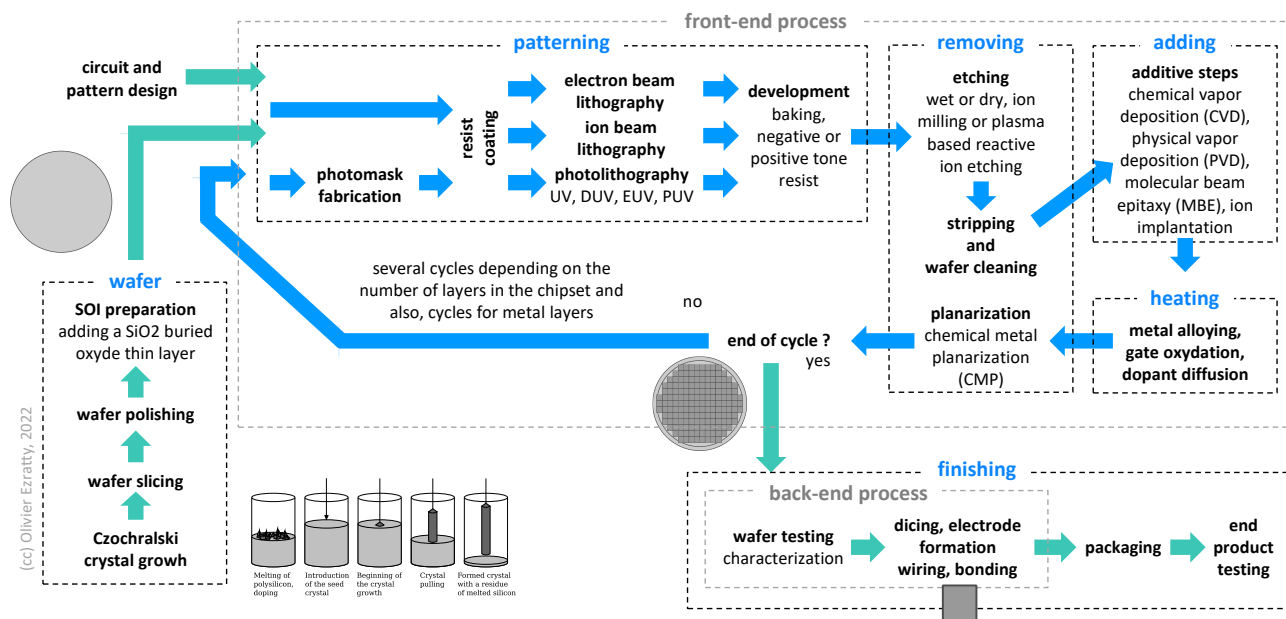 front-end process
patterning
removing
adding
circuit and
pattern design
resist
coating
electron beam
lithography
ion beam
lithography
photomask
fabrication
photolithography
UV, DUV, EUV, PUV
development
baking,
negative or
positive tone
resist
etching
wet or dry, ion
milling or plasma
based reactive
ion etching
stripping
and
wafer cleaning
additive steps
chemical vapor
deposition (CVD),
physical vapor
deposition (PVD),
molecular beam
epitaxy (MBE), ion
implantation
heating
metal alloying,
gate oxydation,
dopant diffusion
planarization
chemical metal
planarization
(CMP)
end of cycle ?
yes
no
several cycles depending on the
number of layers in the chipset and
also, cycles for metal layers
wafer
SOI preparation
adding a SiO2 buried
oxyde thin layer
wafer polishing
wafer slicing
Czochralski
crystal growth
(cc) Olivier Ezratty, 2022
Melting of
polysilicon,
doping
Introduction
of the seed
crystal
Beginning of
the crystal
growth
Crystal
pulling
Formed crystal
with a residue
of melted silicon
finishing
back-end process
wafer testing
characterization
dicing, electrode
formation
wiring, bonding
packaging
end
product
testing